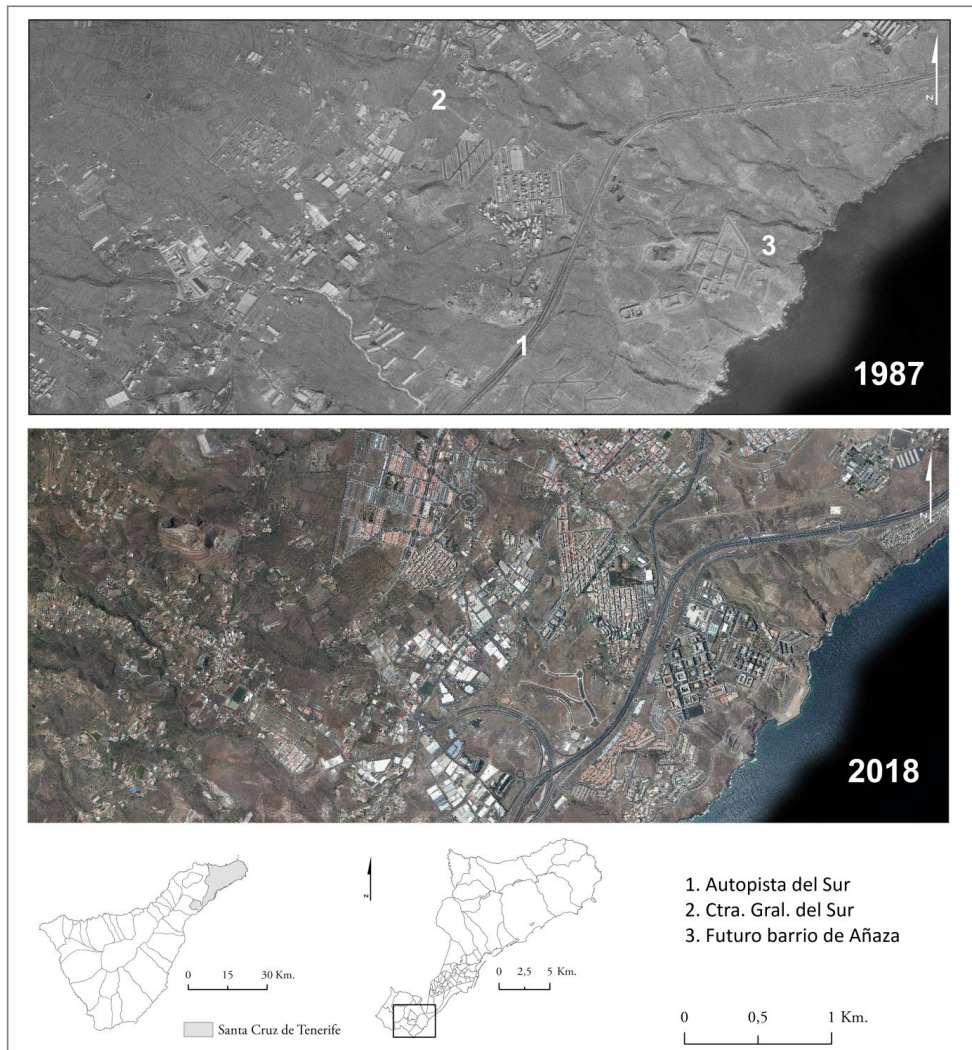 2
3
1
1987
N
2018
N
N
1. Autopista del Sur
2. Ctra. Gral. del Sur
3. Futuro barrio de Añaza
0 15 30 Km.
0 2,5 5 Km.
Santa Cruz de Tenerife
0 0,5 1 Km.